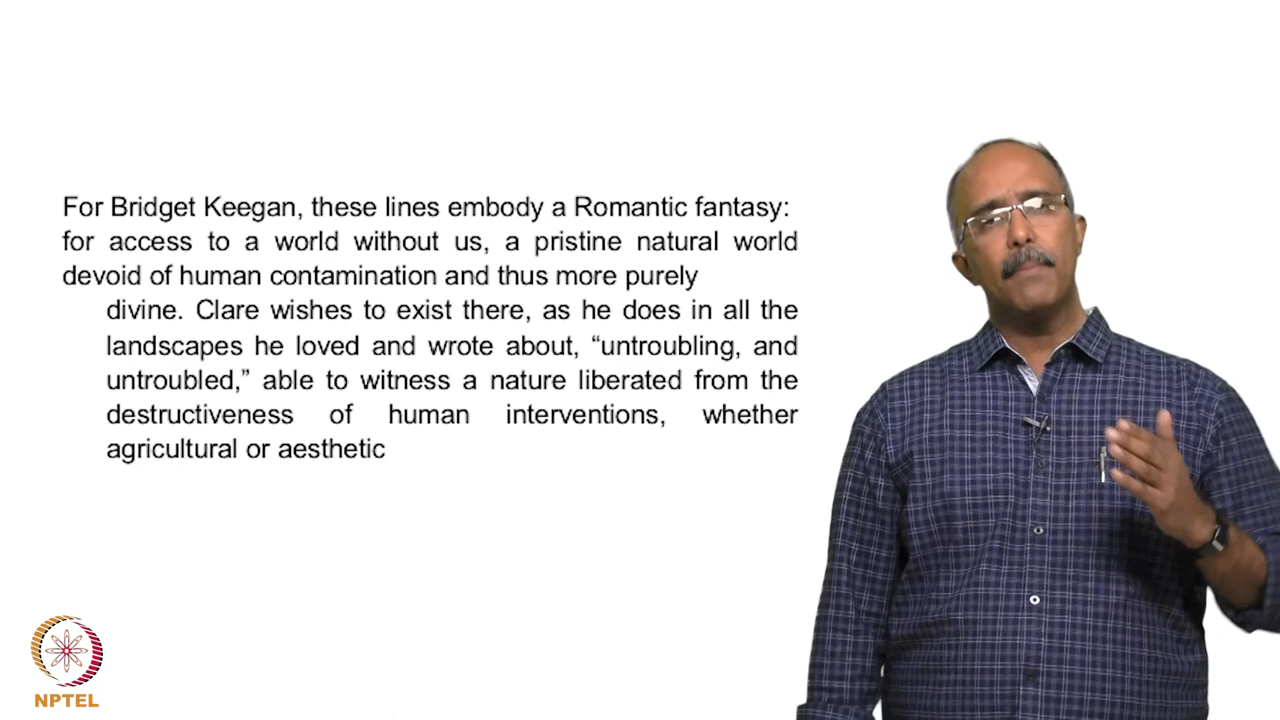 For Bridget Keegan, these lines embody a Romantic fantasy:
for access to a world without us, a pristine natural world
devoid of human contamination and thus more purely
divine. Clare wishes to exist there, as he does in all the
landscapes he loved and wrote about, “untroubling, and
untroubled,” able to witness a nature liberated from the
destructiveness of human interventions, whether
agricultural or aesthetic
NPTEL